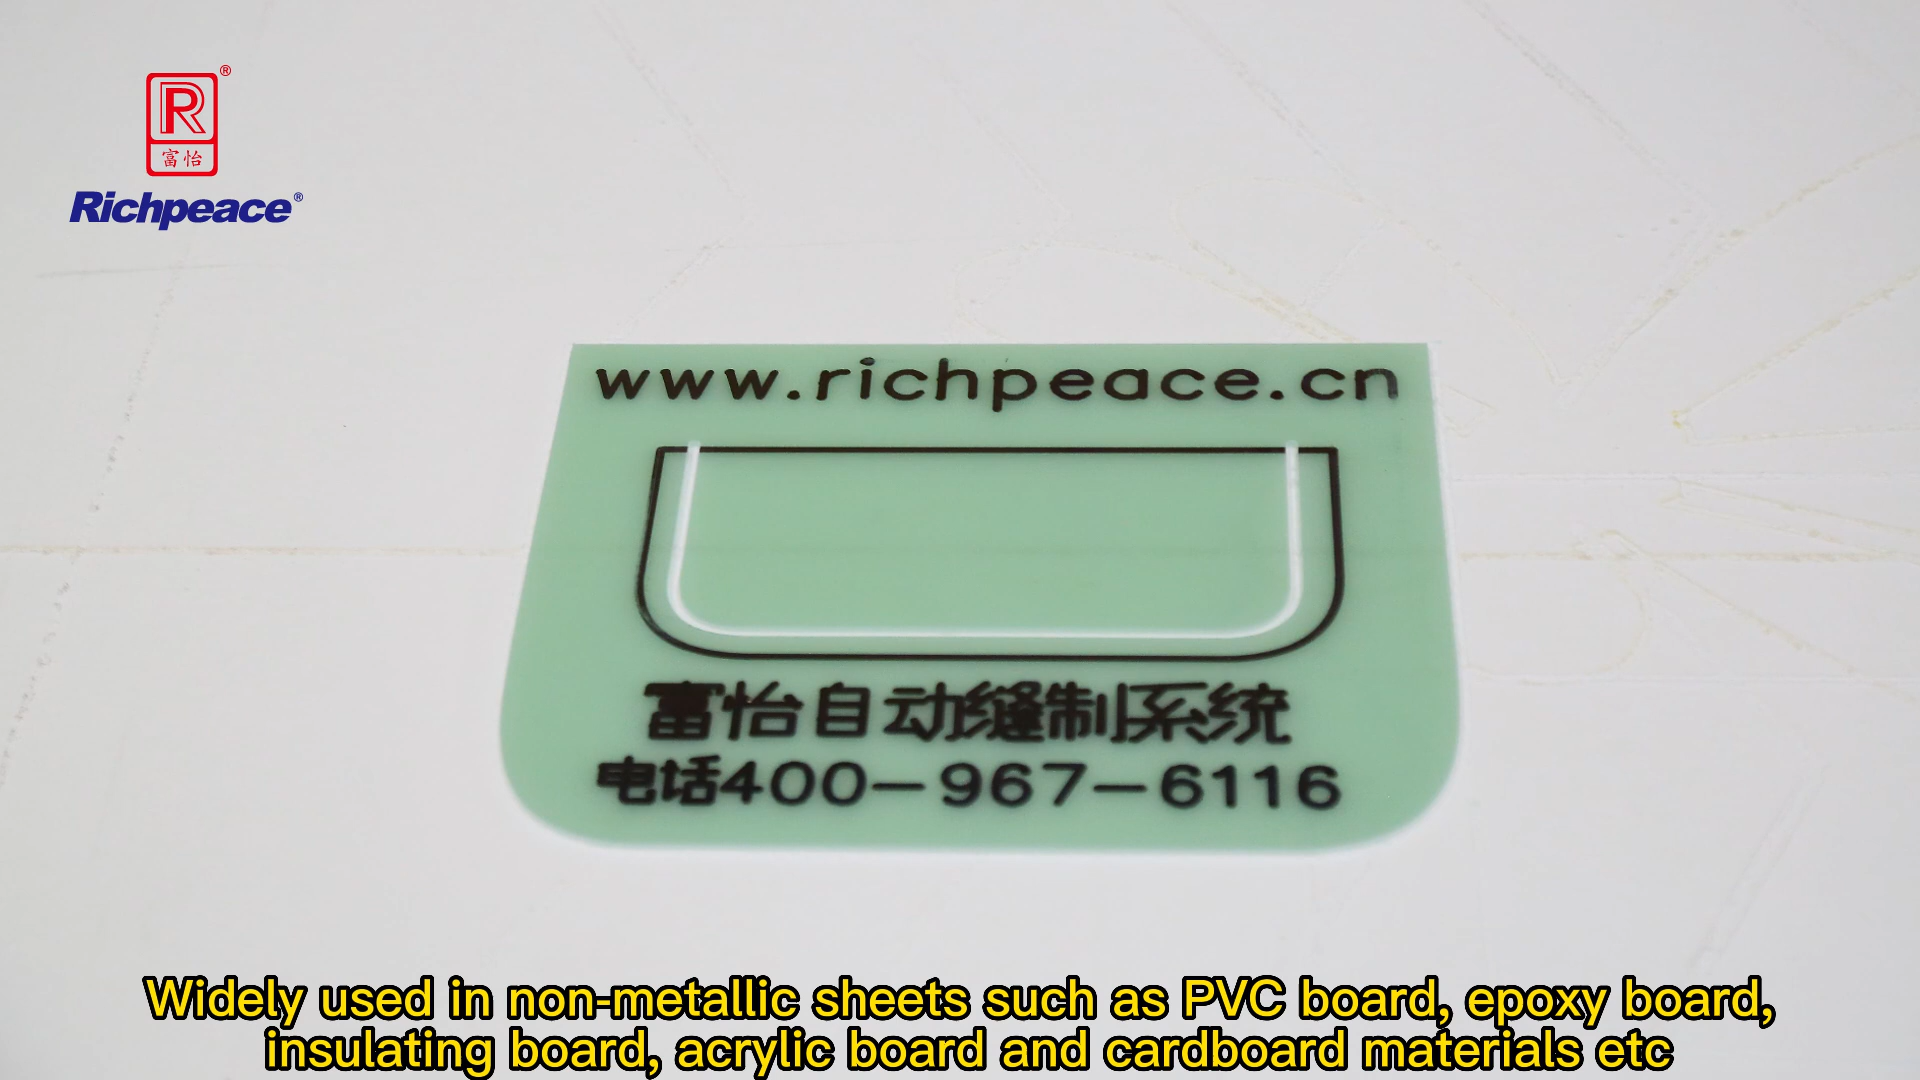 R®
富怡
Richpeace®
www.richpeace.cn
富怡自动缝制系统
电话400-967-6116
Widely used in non-metallic sheets such as PVC board, epoxy board,
insulating board, acrylic board and cardboard materials etc